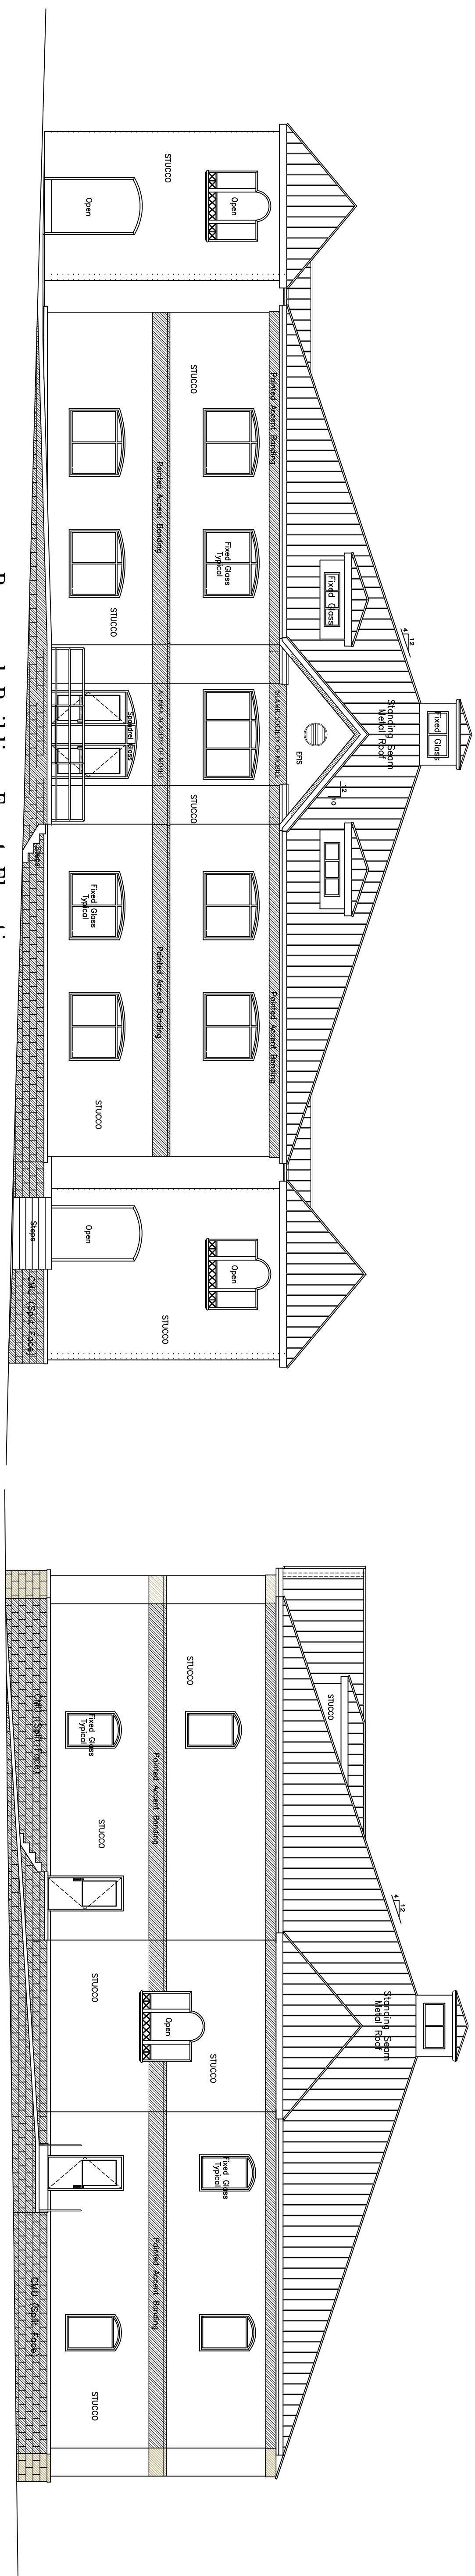 STUCCO
Open
Open
STUCCO
Painted Accent Banding
Painted Accent Banding
Fixed Glass
Typical
Fixed Glass
STUCCO
4
12
Standing Seam
Metal Roof
Fixed Glass
EFIS
ISLAMIC SOCIETY OF MOBILE
AL-IMAN ACADEMY OF MOBILE
Spandrel Glass
12
10
STUCCO
Steps
Fixed Glass
Typical
Painted Accent Banding
Painted Accent Banding
STUCCO
Open
Open
Steps
STUCCO
CMU (Split Face)
STUCCO
STUCCO
CMU (Split Face)
Fixed Glass
Typical
Painted Accent Banding
STUCCO
4
12
Standing Seam
Metal Roof
STUCCO
Open
STUCCO
Fixed Glass
Typical
Painted Accent Banding
CMU (Split Face)
STUCCO